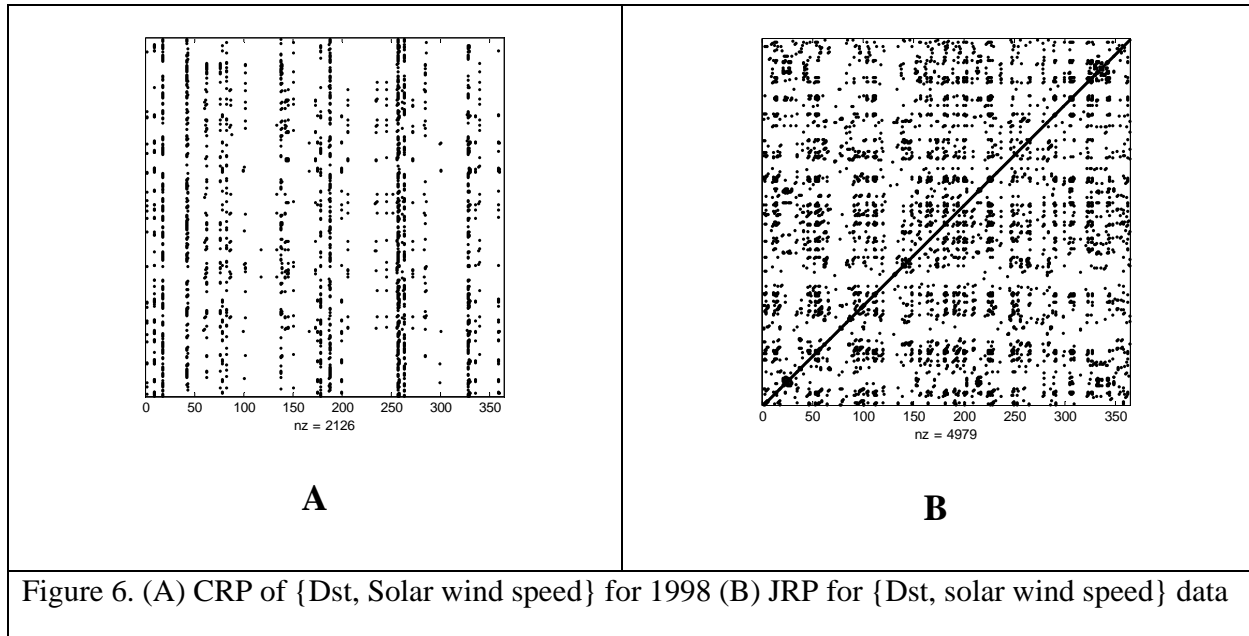 0 50 100 150 200 250 300 350
nz = 2126
A
0 50 100 150 200 250 300 350
nz = 4979
B
Figure 6. (A) CRP of {Dst, Solar wind speed} for 1998 (B) JRP for {Dst, solar wind speed} data